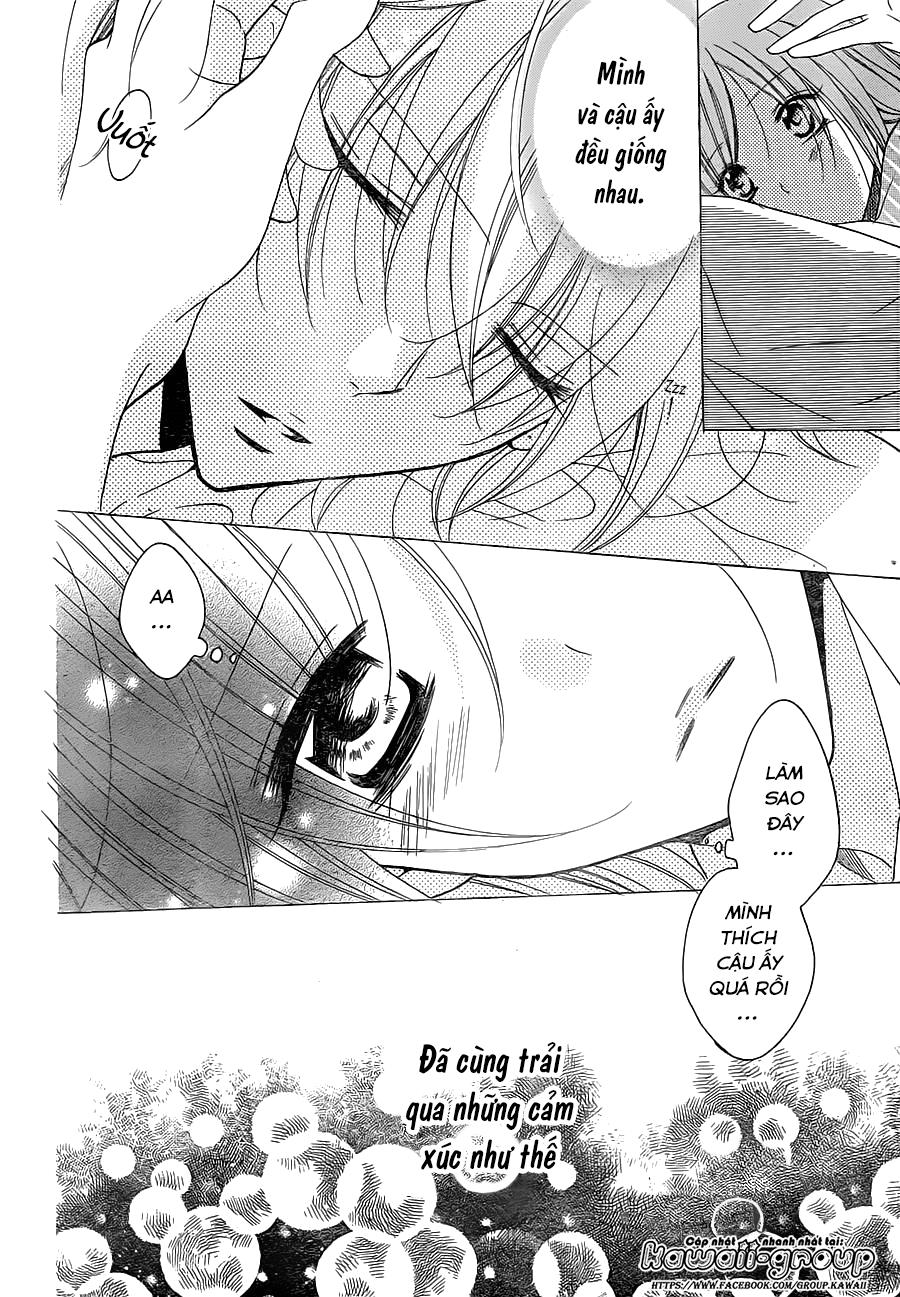 Mình
và cậu ấy
đều giống
nhau.
Vuốt
Zzz
AA
...
LÀM
SAO
ĐÂY
...
MÌNH
THÍCH
CẬU ẤY
QUÁ RỒI
...
Đã cùng trải
qua những cảm
xúc như thế
Cập nhật nhanh nhất tại:
Kawaii-group
HTTPS://WWW.FACEBOOK.COM/GROUP.KAWAII